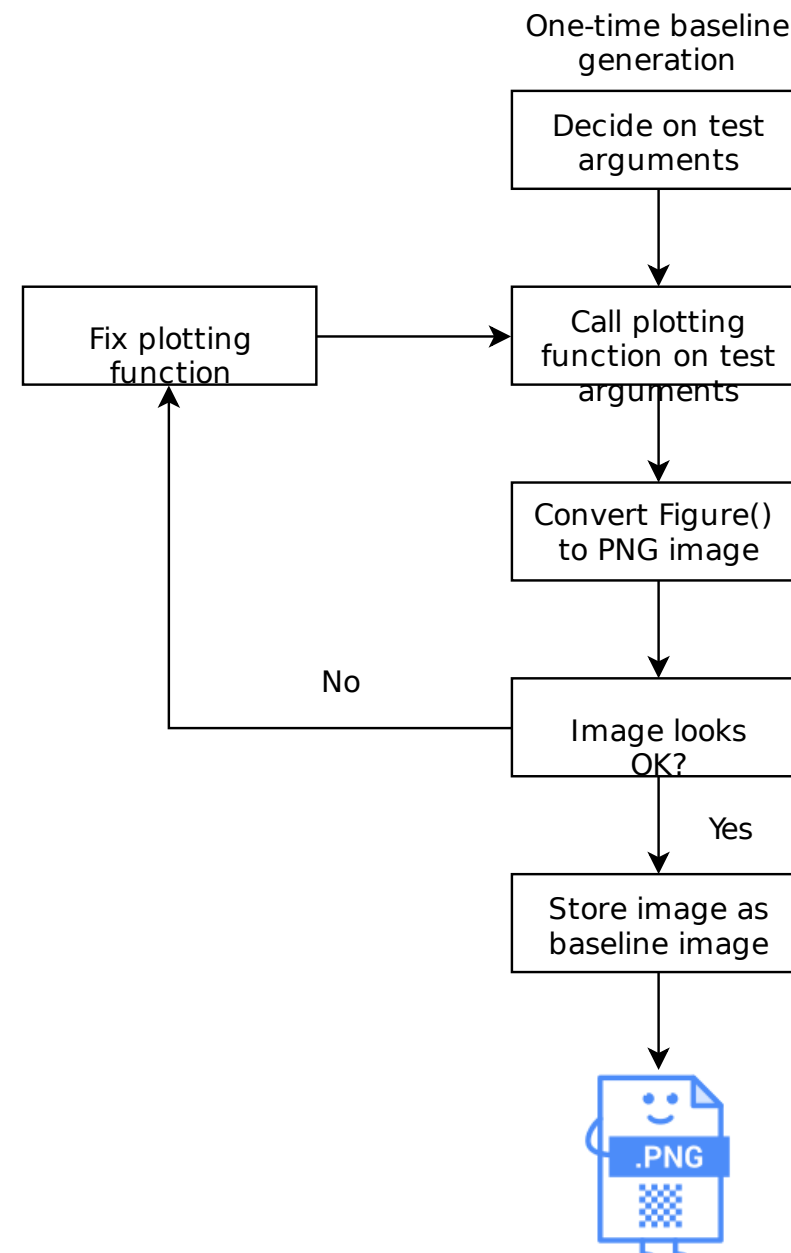 One-time baseline
generation
Decide on test
arguments
Fix plotting
function
Call plotting
function on test
arguments
Convert Figure()
to PNG image
No
Image looks
OK?
Yes
Store image as
baseline image
.PNG